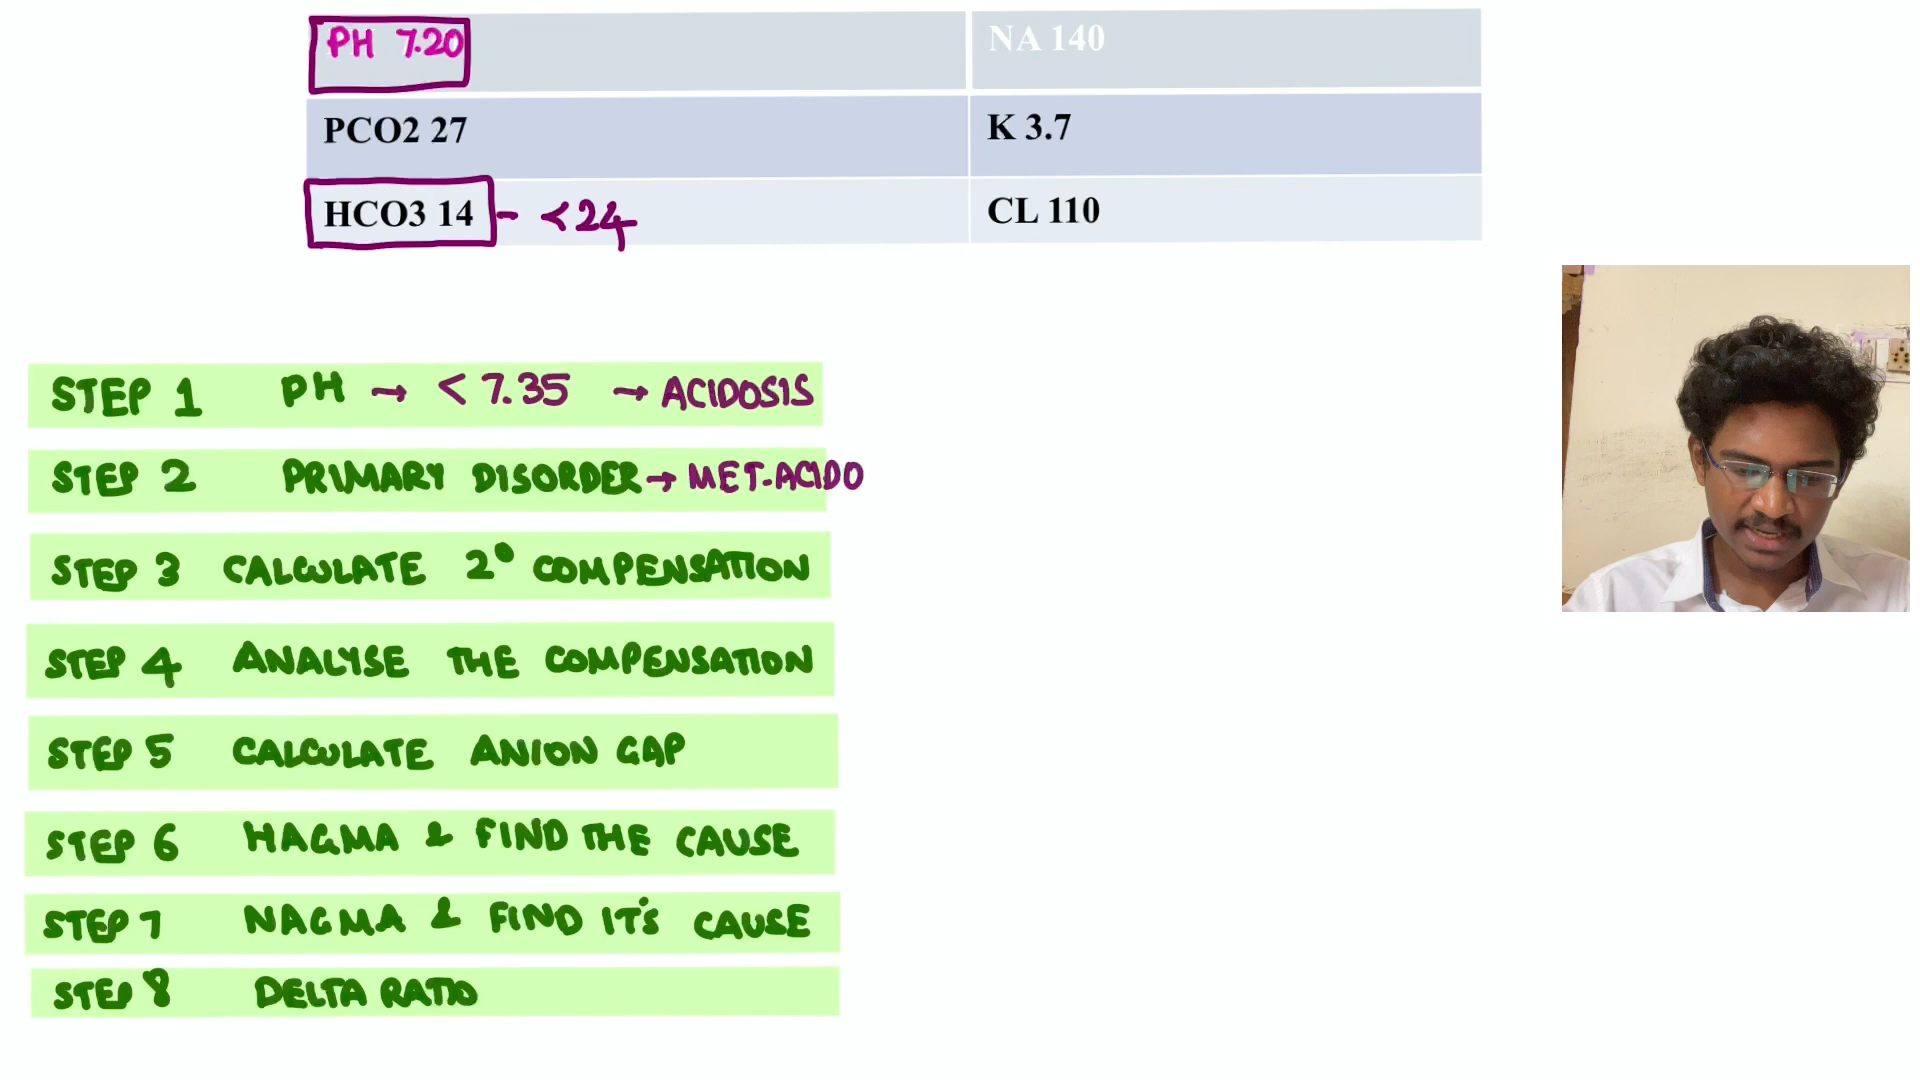 PH 7.20
NA 140
PCO2 27
K 3.7
HCO3 14 - <24
CL 110
STEP 1 PH → < 7.35 → ACIDOSIS
STEP 2 PRIMARY DISORDER → MET.ACIDO
STEP 3 CALCULATE 2° COMPENSATION
STEP 4 ANALYSE THE COMPENSATION
STEP 5 CALCULATE ANION GAP
STEP 6 HAGMA & FIND THE CAUSE
STEP 7 NAGMA & FIND IT'S CAUSE
STEP 8 DELTA RATIO